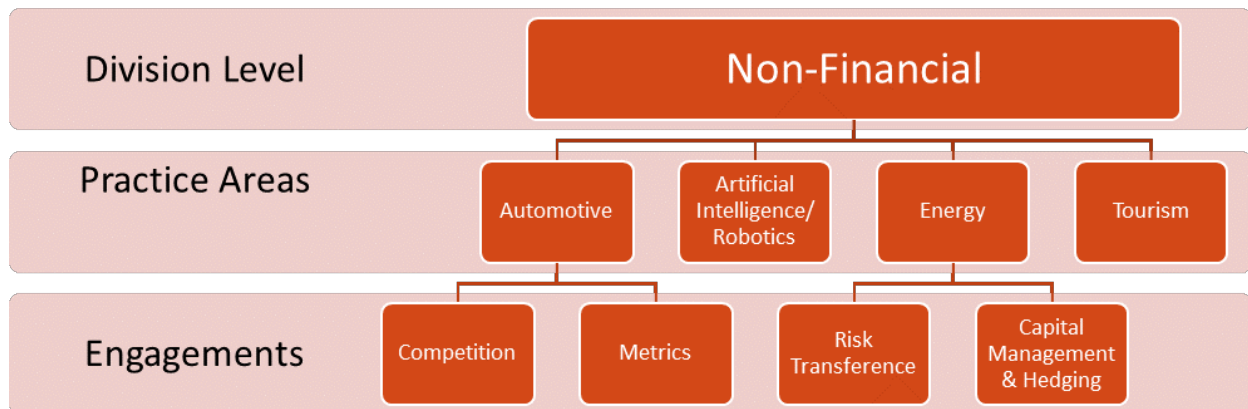 Division Level
Non-Financial
Practice Areas
Automotive
Artificial
Intelligence/
Robotics
Energy
Tourism
Engagements
Competition
Metrics
Risk
Transference
Capital
Management
& Hedging